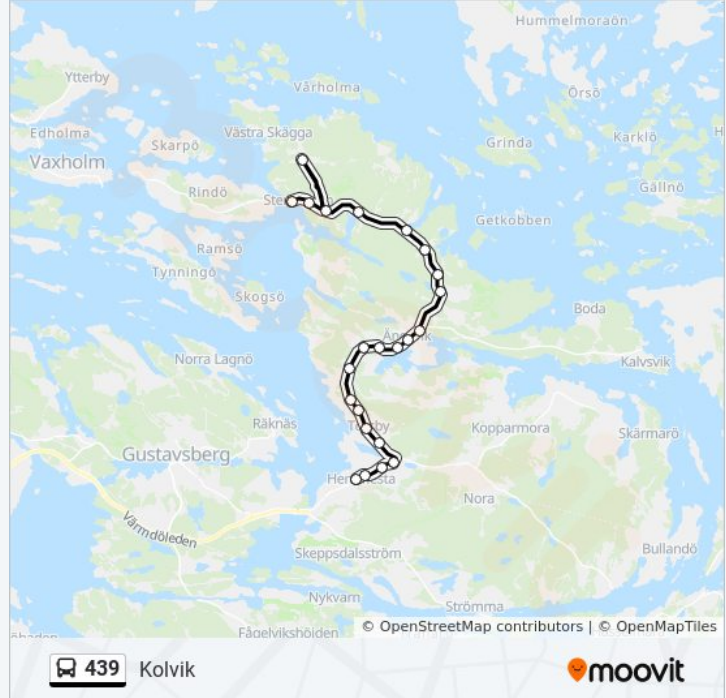 Hummelmoraön
Ytterby
Vårholma
Örsö
Edholma
Västra Skägga
Skarpö
Grinda
Karklö
Vaxholm
Rindö
Gällnö
Getkobben
Ramsö
Tynningö
Skogsö
Boda
Norra Lagnö
Kalvsvik
Räknäs
Kopparmora
Skärmarö
Gustavsberg
Nora
Värmdöleden
Skeppsdalsström
Bullandö
Nykvarn
Strömma
Fågelvikshöjden
© OpenStreetMap contributors | © OpenMapTiles
439 Kolvik
moovit